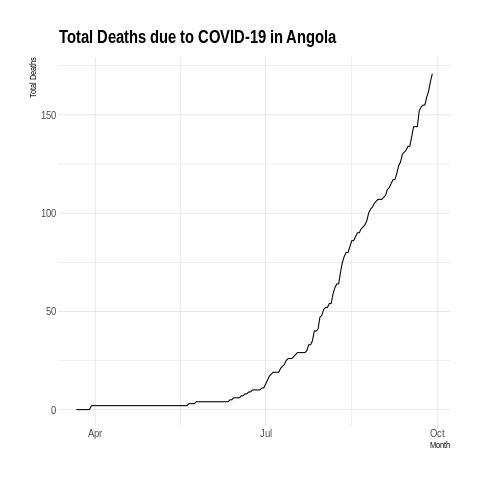 Total Deaths due to COVID-19 in Angola
Total Deaths
150
100
50
0
Apr
Jul
Oct
Month